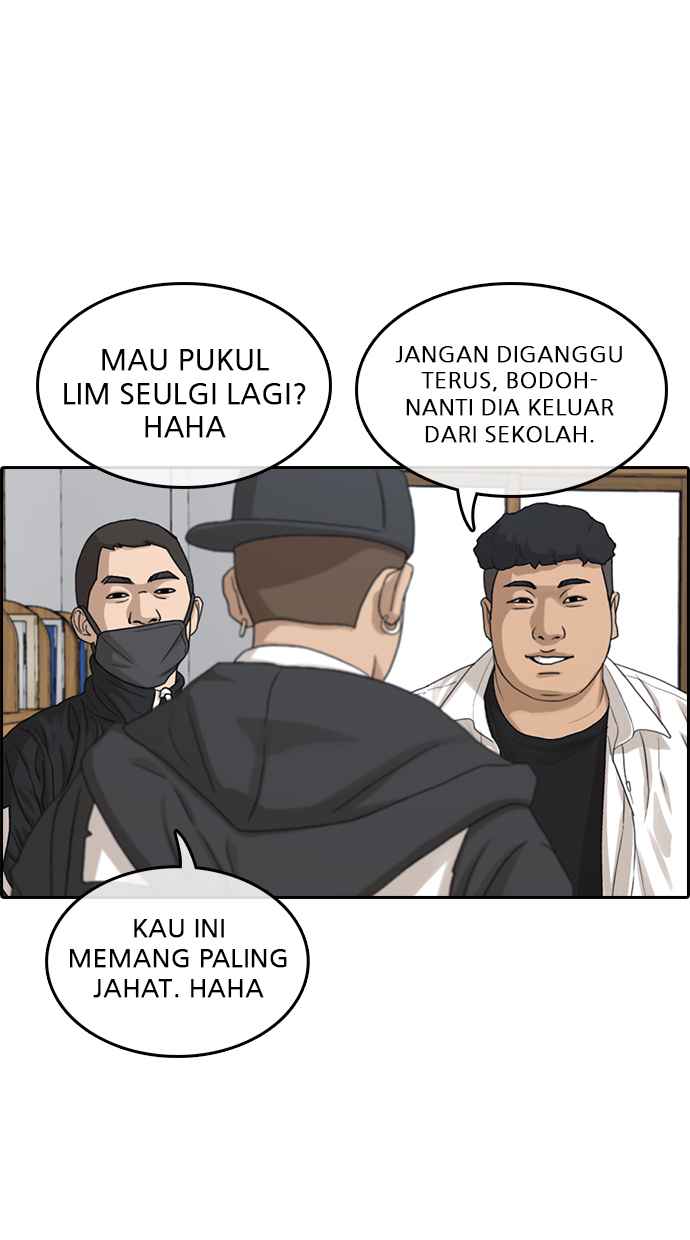 MAU PUKUL
LIM SEULGI LAGI?
HAHA
JANGAN DIGANGGU
TERUS, BODOH-
NANTI DIA KELUAR
DARI SEKOLAH.
KAU INI
MEMANG PALING
JAHAT. HAHA